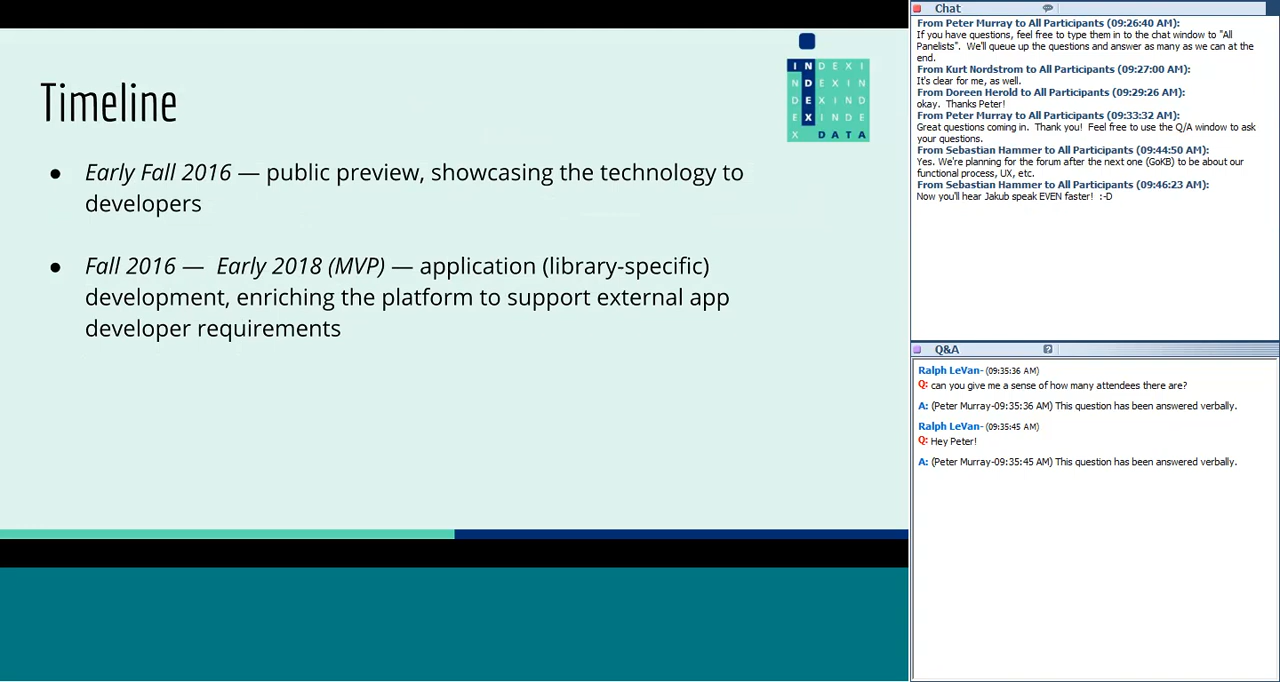 Timeline
INDEXI
NDEXIN
DEXIND
EXINDE
X DATA
● Early Fall 2016 — public preview, showcasing the technology to
developers
● Fall 2016 — Early 2018 (MVP) — application (library-specific)
development, enriching the platform to support external app
developer requirements
Chat
From Peter Murray to All Participants (09:26:40 AM):
If you have questions, feel free to type them in to the chat window to "All
Panelists". We'll queue up the questions and answer as many as we can at the
end.
From Kurt Nordstrom to All Participants (09:27:00 AM):
It's clear for me, as well.
From Doreen Herold to All Participants (09:29:26 AM):
okay. Thanks Peter!
From Peter Murray to All Participants (09:33:32 AM):
Great questions coming in. Thank you! Feel free to use the Q/A window to ask
your questions.
From Sebastian Hammer to All Participants (09:44:50 AM):
Yes. We're planning for the forum after the next one (GoKB) to be about our
functional process, UX, etc.
From Sebastian Hammer to All Participants (09:46:23 AM):
Now you'll hear Jakub speak EVEN faster! :-D
Q&A
?
Ralph LeVan- (09:35:36 AM)
Q: can you give me a sense of how many attendees there are?
A: (Peter Murray-09:35:36 AM) This question has been answered verbally.
Ralph LeVan- (09:35:45 AM)
Q: Hey Peter!
A: (Peter Murray-09:35:45 AM) This question has been answered verbally.